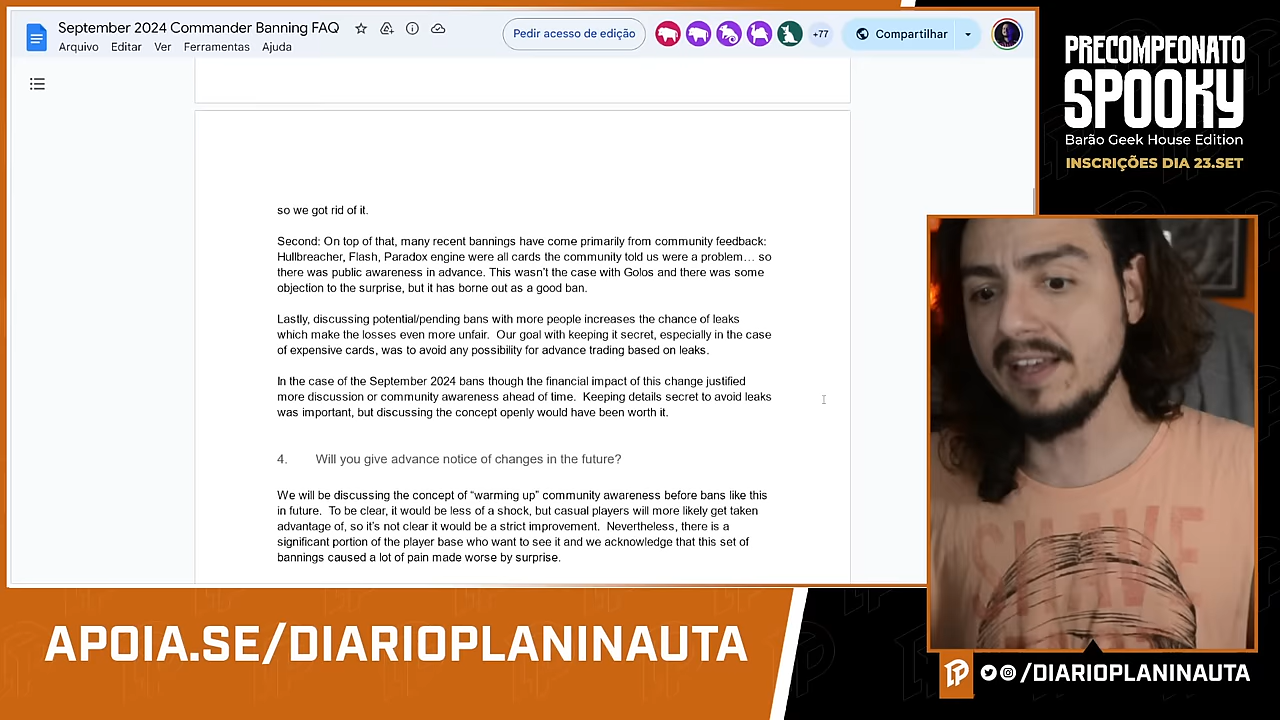 September 2024 Commander Banning FAQ
Arquivo Editar Ver Ferramentas Ajuda
Pedir acesso de edição
+77
Compartilhar
so we got rid of it.
Second: On top of that, many recent bannings have come primarily from community feedback:
Hullbreacher, Flash, Paradox engine were all cards the community told us were a problem… so
there was public awareness in advance. This wasn't the case with Golos and there was some
objection to the surprise, but it has borne out as a good ban.
Lastly, discussing potential/pending bans with more people increases the chance of leaks
which make the losses even more unfair. Our goal with keeping it secret, especially in the case
of expensive cards, was to avoid any possibility for advance trading based on leaks.
In the case of the September 2024 bans though the financial impact of this change justified
more discussion or community awareness ahead of time. Keeping details secret to avoid leaks
was important, but discussing the concept openly would have been worth it.
4. Will you give advance notice of changes in the future?
We will be discussing the concept of “warming up” community awareness before bans like this
in future. To be clear, it would be less of a shock, but casual players will more likely get taken
advantage of, so it's not clear it would be a strict improvement. Nevertheless, there is a
significant portion of the player base who want to see it and we acknowledge that this set of
bannings caused a lot of pain made worse by surprise.
PRECOMPEONATO
SPOOKY
Barão Geek House Edition
INSCRIÇÕES DIA 23.SET
SHAVE
APOIA.SE/DIARIOPLANINAUTA
/DIARIOPLANINAUTA